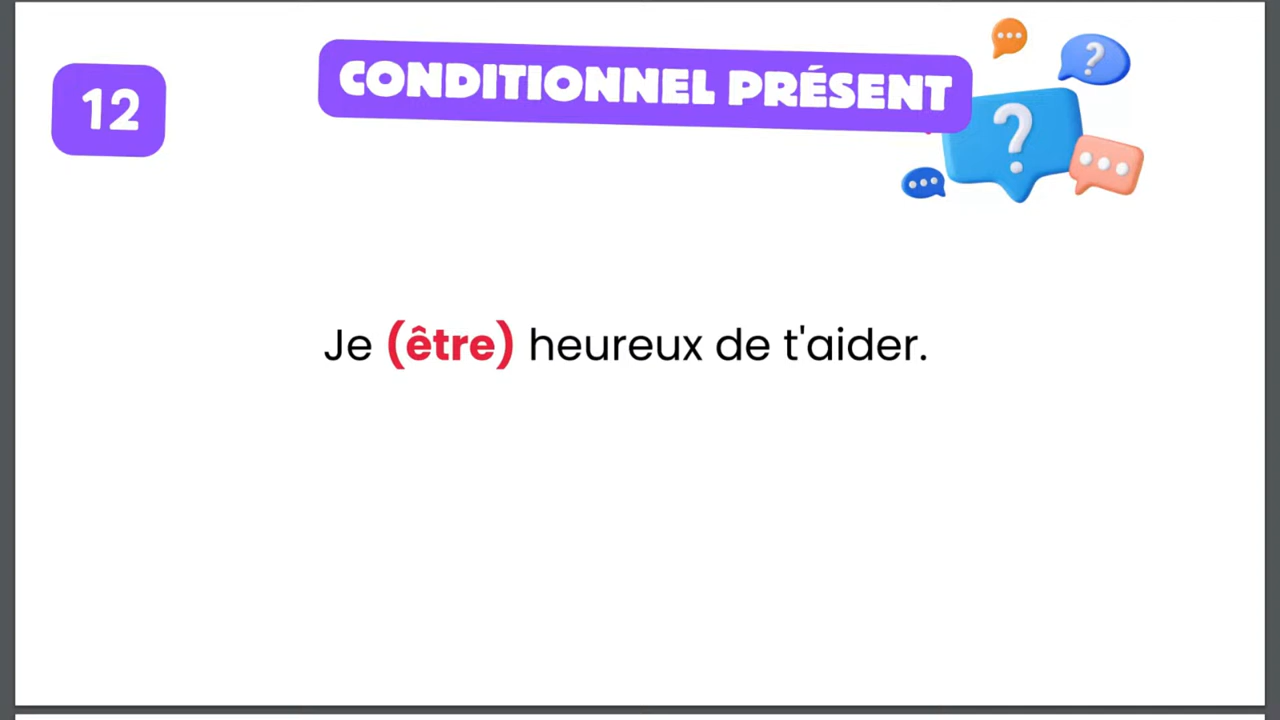 12
CONDITIONNEL PRÉSENT
Je (être) heureux de t'aider.